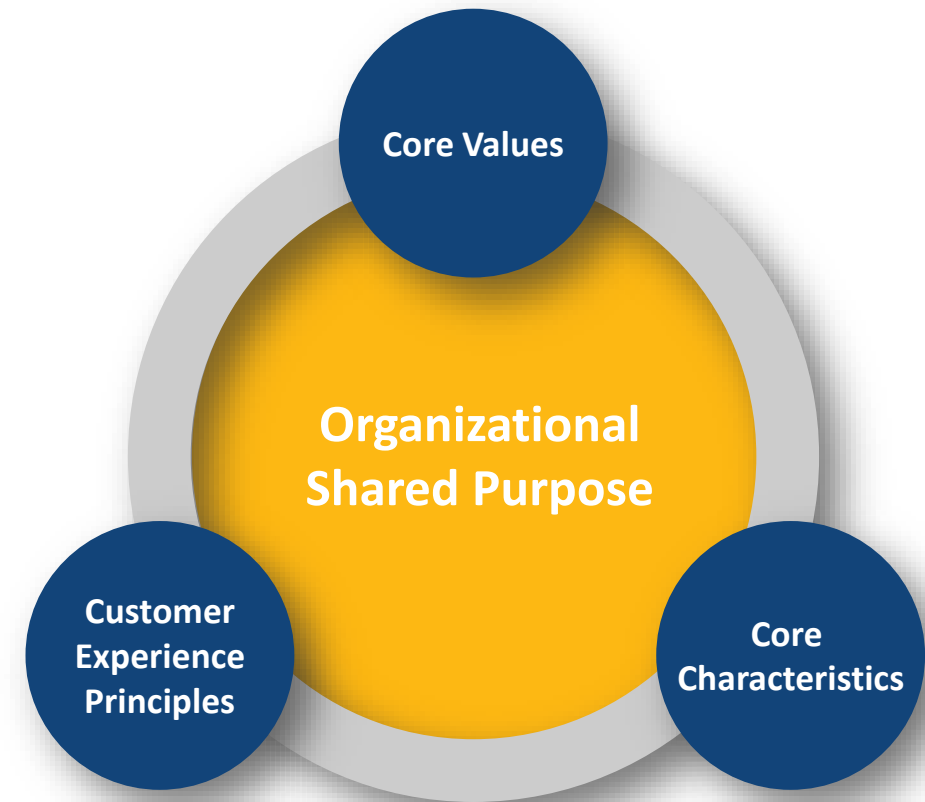 Core Values
Organizational
Shared Purpose
Customer
Experience
Principles
Core
Characteristics